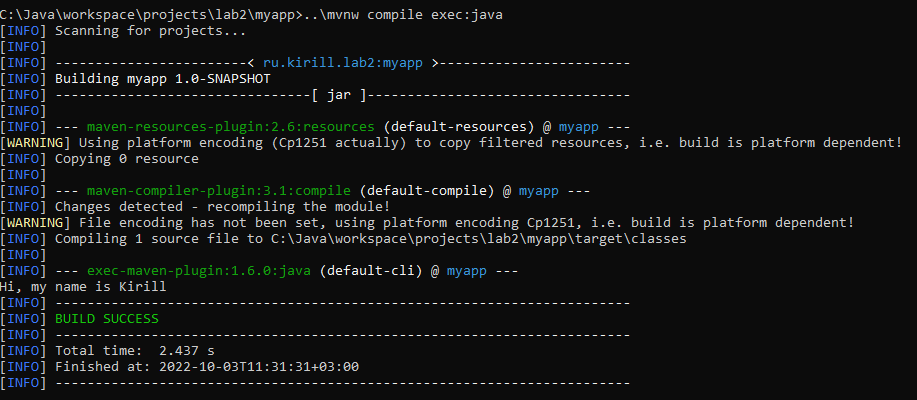 C:\Java\workspace\projects\lab2\myapp>..\mvnw compile exec:java
[INFO] Scanning for projects...
[INFO]
[INFO] ------------------------< ru.kirill.lab2:myapp >------------------------
[INFO] Building myapp 1.0-SNAPSHOT
[INFO] --------------------------------[ jar ]---------------------------------
[INFO]
[INFO] --- maven-resources-plugin:2.6:resources (default-resources) @ myapp ---
[WARNING] Using platform encoding (Cp1251 actually) to copy filtered resources, i.e. build is platform dependent!
[INFO] Copying 0 resource
[INFO]
[INFO] --- maven-compiler-plugin:3.1:compile (default-compile) @ myapp ---
[INFO] Changes detected - recompiling the module!
[WARNING] File encoding has not been set, using platform encoding Cp1251, i.e. build is platform dependent!
[INFO] Compiling 1 source file to C:\Java\workspace\projects\lab2\myapp\target\classes
[INFO]
[INFO] --- exec-maven-plugin:1.6.0:java (default-cli) @ myapp ---
Hi, my name is Kirill
[INFO] ------------------------------------------------------------------------
[INFO] BUILD SUCCESS
[INFO] ------------------------------------------------------------------------
[INFO] Total time:  2.437 s
[INFO] Finished at: 2022-10-03T11:31:31+03:00
[INFO] ------------------------------------------------------------------------